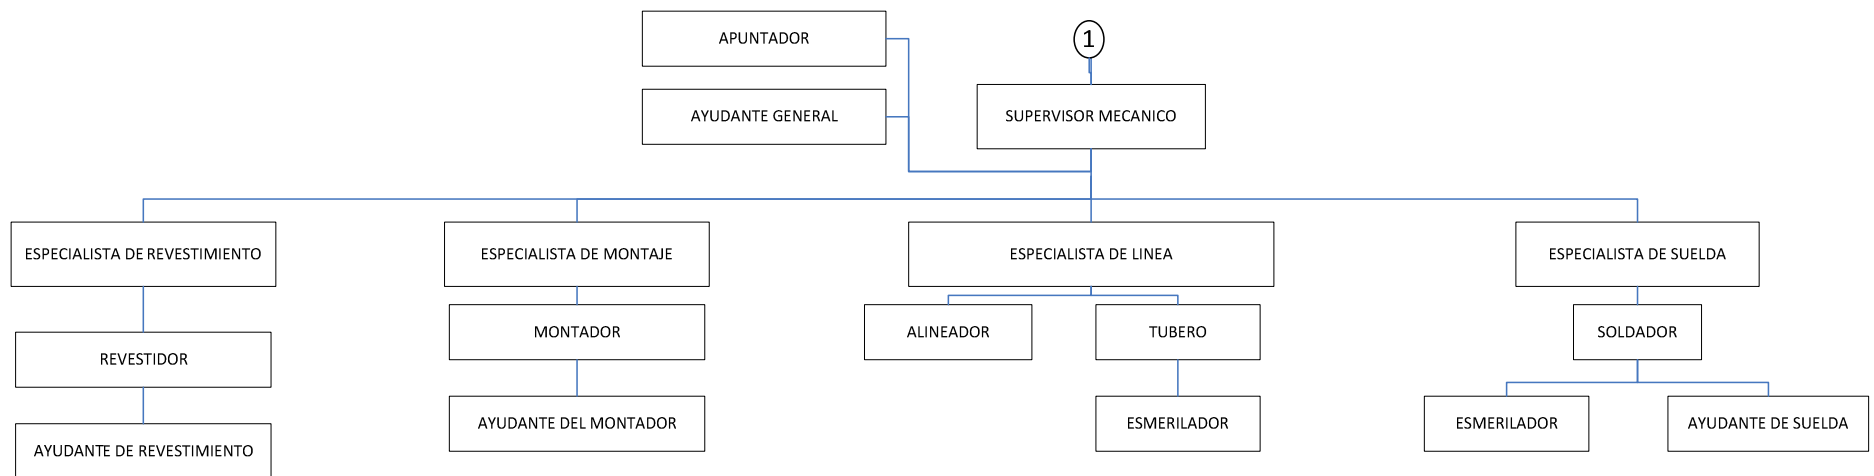 APUNTADOR
1
AYUDANTE GENERAL
SUPERVISOR MECANICO
ESPECIALISTA DE REVESTIMIENTO
ESPECIALISTA DE MONTAJE
ESPECIALISTA DE LINEA
ESPECIALISTA DE SUELDA
REVESTIDOR
MONTADOR
ALINEADOR
TUBERO
SOLDADOR
AYUDANTE DE REVESTIMIENTO
AYUDANTE DEL MONTADOR
ESMERILADOR
ESMERILADOR
AYUDANTE DE SUELDA